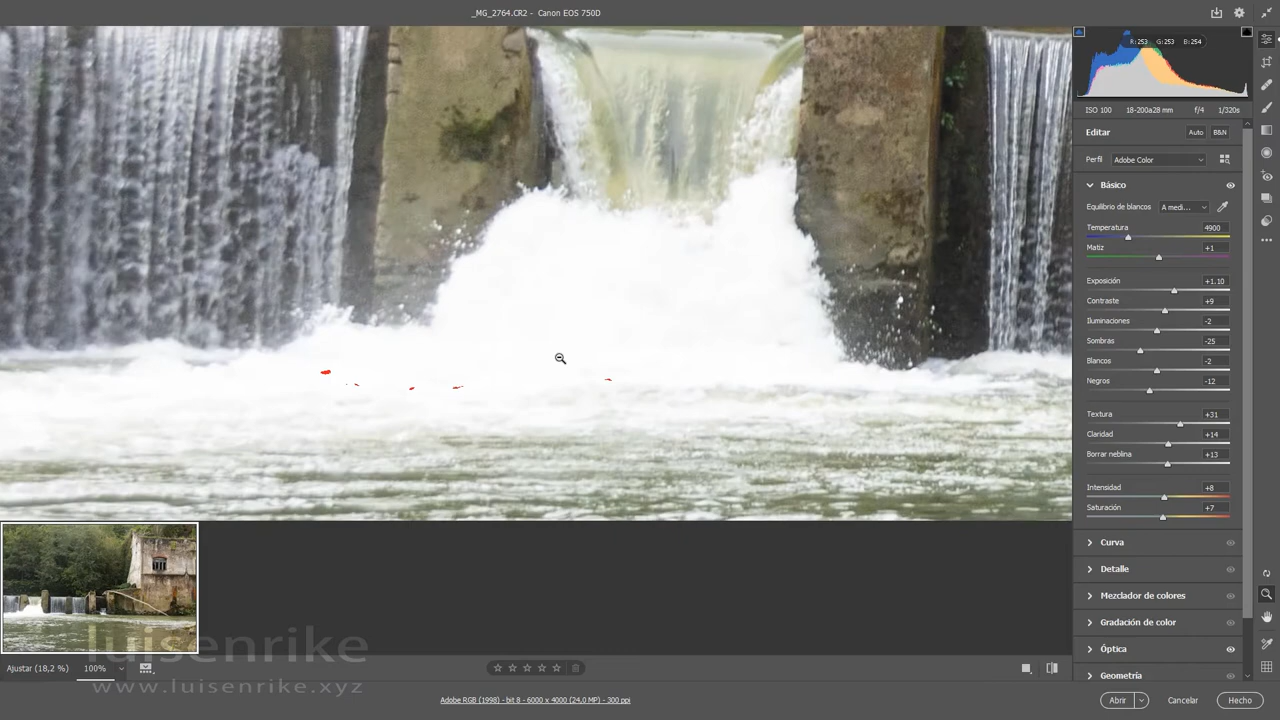 _MG_2764.CR2 - Canon EOS 750D
R:253 G:253 B:254
ISO 100 18-200a28 mm f/4 1/320s
Editar Auto B&N
Perfil Adobe Color
Básico
Equilibrio de blancos A medi...
Temperatura 4900
Matiz +1
Exposición +1.10
Contraste +9
Iluminaciones -2
Sombras -25
Blancos -2
Negros -12
Textura +31
Claridad +14
Borrar neblina +13
Intensidad +8
Saturación +7
Curva
Detalle
Mezclador de colores
Gradación de color
Óptica
Geometría
luisenrike
Ajustar (18,2 %) 100%
www.luisenrike.xyz
Adobe RGB (1998) - bit 8 - 6000 x 4000 (24,0 MP) - 300 ppi
Abrir Cancelar Hecho